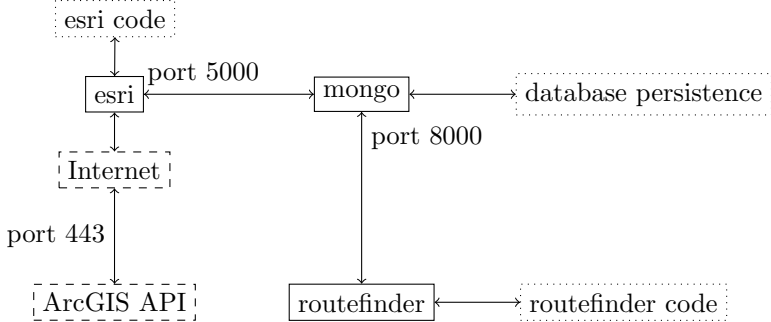 esri code
port 5000
esri
mongo
database persistence
port 8000
Internet
port 443
ArcGIS API
routefinder
routefinder code